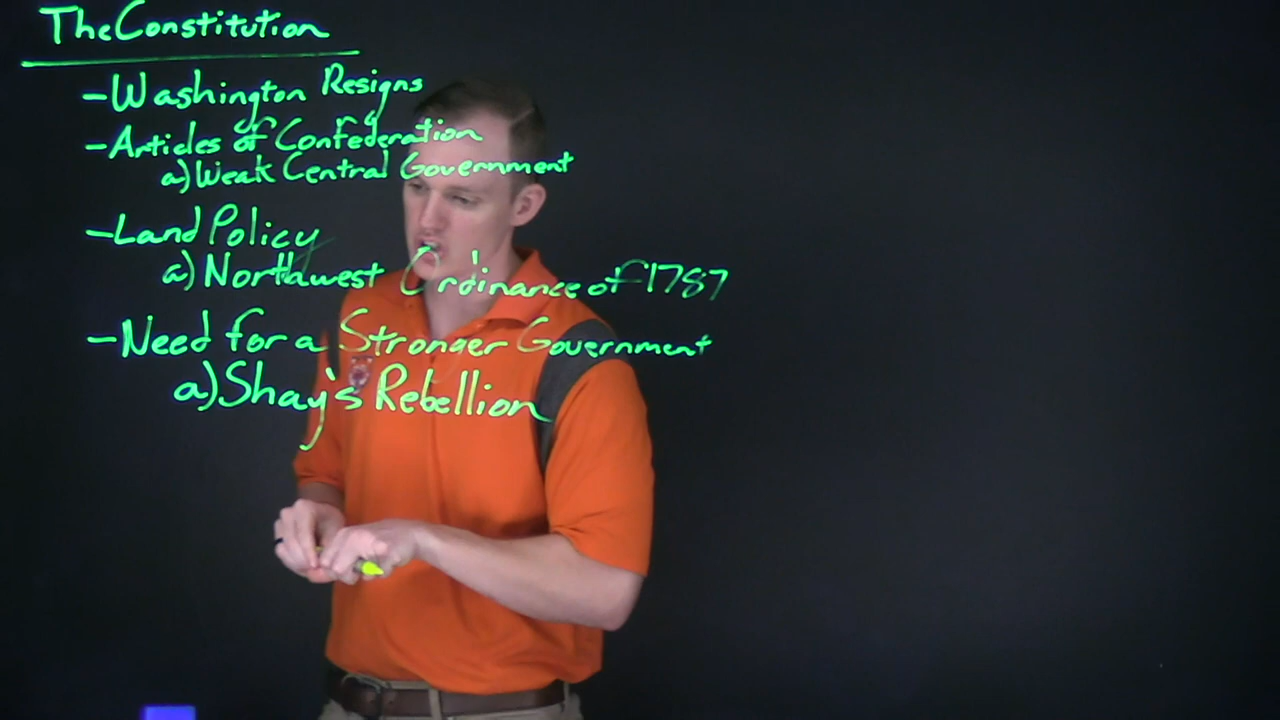 The Constitution
- Washington Resigns
- Articles of Confederation
a) Weak Central Government
- Land Policy
a) Northwest Ordinance of 1787
- Need for a Stronger Government
a) Shay's Rebellion